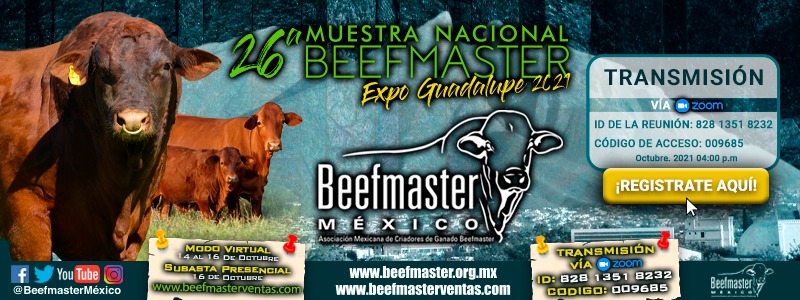 26ª MUESTRA NACIONAL
BEEFMASTER
Expo Guadalupe 2021
TRANSMISIÓN
VÍA zoom
ID DE LA REUNIÓN: 828 1351 8232
CÓDIGO DE ACCESO: 009685
Octubre, 2021 04:00 p.m
¡REGISTRATE AQUÍ!
Beefmaster
MÉXICO
Asociación Mexicana de Criadores de Ganado Beefmaster
Modo Virtual
14 al 16 de Octubre
Subasta Presencial
16 de Octubre
www.beefmasterventas.com
YouTube
@BeefmasterMéxico
www.beefmaster.org.mx
www.beefmasterventas.com
TRANSMISIÓN
VÍA zoom
ID: 828 1351 8232
CÓDIGO: 009685
Beefmaster
MÉXICO